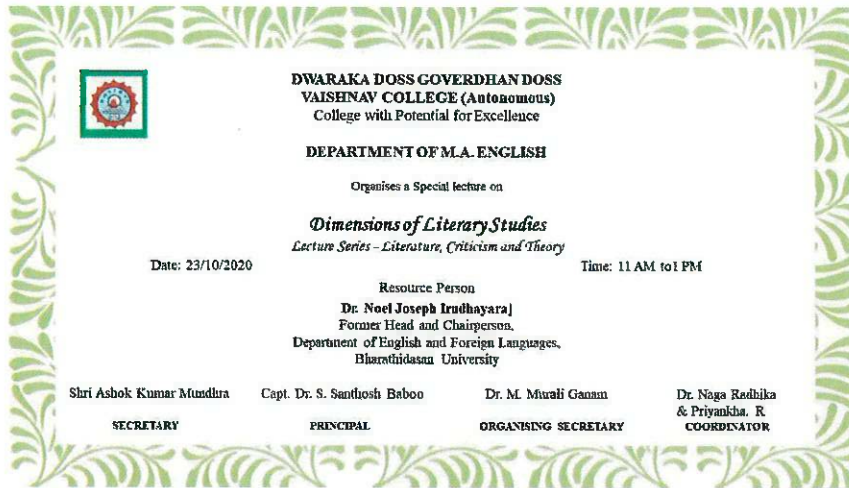 DWARAKA DOSS GOVERDHAN DOSS
VAISHNAV COLLEGE (Autonomous)
College with Potential for Excellence
DEPARTMENT OF M.A. ENGLISH
Organises a Special lecture on
Dimensions of Literary Studies
Lecture Series – Literature, Criticism and Theory
Date: 23/10/2020 Time: 11 AM to1 PM
Resource Person
Dr. Noel Joseph Irudhayaraj
Former Head and Chairperson,
Department of English and Foreign Languages,
Bharathidasan University
Shri Ashok Kumar Mundhra Capt. Dr. S. Santhosh Baboo Dr. M. Murali Ganam Dr. Naga Radhika
& Priyankha. R
SECRETARY PRINCIPAL ORGANISING SECRETARY COORDINATOR